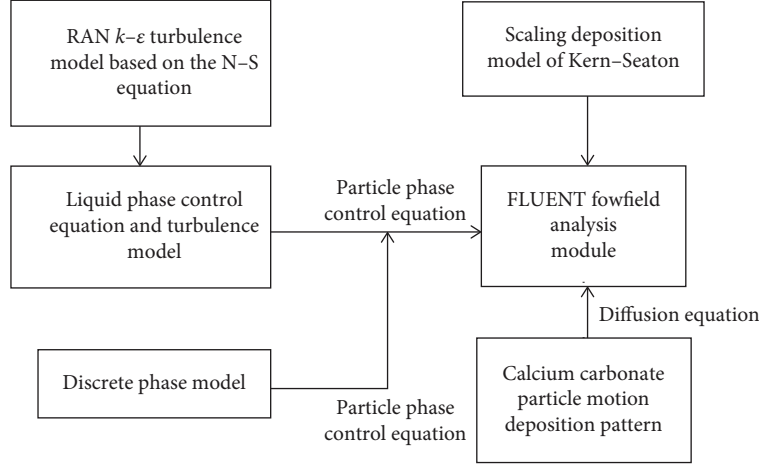 RAN k–ε turbulence
model based on the N–S
equation
Scaling deposition
model of Kern–Seaton
Liquid phase control
equation and turbulence
model
Particle phase
control equation
FLUENT fowfield
analysis
module
Diffusion equation
Discrete phase model
Particle phase
control equation
Calcium carbonate
particle motion
deposition pattern